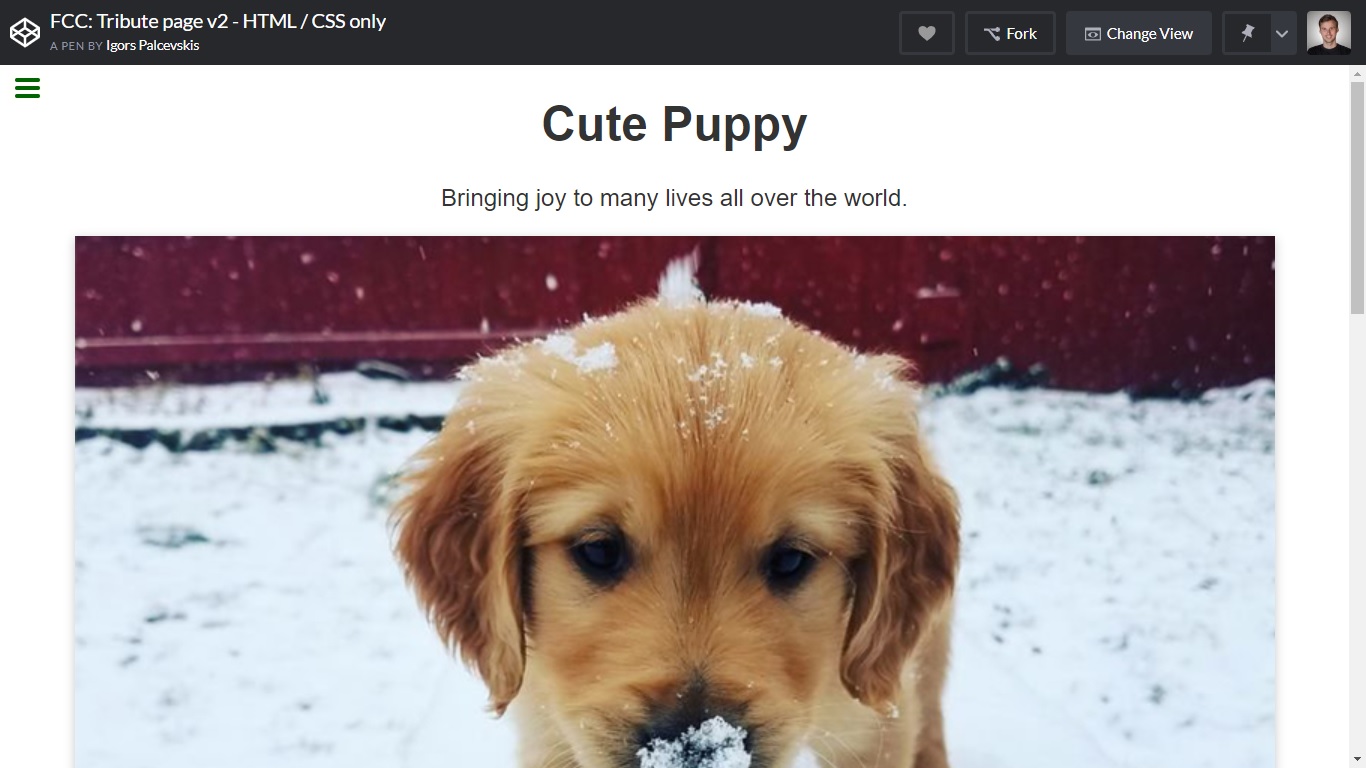 FCC: Tribute page v2 - HTML / CSS only
A PEN BY Igors Palcevskis
Fork
Change View
Cute Puppy
Bringing joy to many lives all over the world.